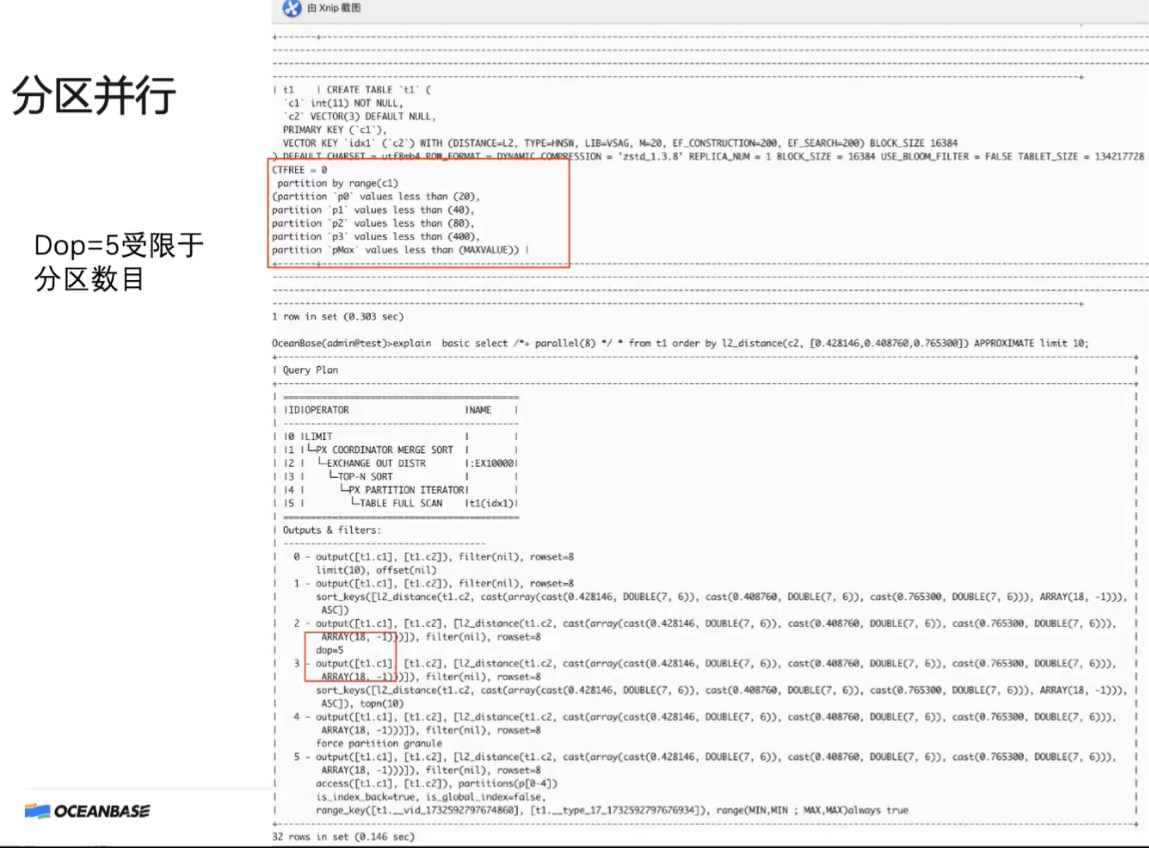 由 Xnip 截图
分区并行
Dop=5受限于
分区数目
| t1 | CREATE TABLE `t1` (
`c1` int(11) NOT NULL,
`c2` VECTOR(3) DEFAULT NULL,
PRIMARY KEY (`c1`),
VECTOR KEY `idx1` (`c2`) WITH (DISTANCE=L2, TYPE=HNSW, LIB=VSAG, M=20, EF_CONSTRUCTION=200, EF_SEARCH=200) BLOCK_SIZE 16384
) DEFAULT CHARSET = utf8mb4 ROW_FORMAT = DYNAMIC COMPRESSION = 'zstd_1.3.8' REPLICA_NUM = 1 BLOCK_SIZE = 16384 USE_BLOOM_FILTER = FALSE TABLET_SIZE = 134217728
CTFREE = 0
partition by range(c1)
(partition `p0` values less than (20),
partition `p1` values less than (40),
partition `p2` values less than (80),
partition `p3` values less than (400),
partition `pMax` values less than (MAXVALUE)) |
1 row in set (0.303 sec)
OceanBase(admin@test)>explain basic select /*+ parallel(8) */ * from t1 order by l2_distance(c2, [0.428146,0.408760,0.765300]) APPROXIMATE limit 10;
| Query Plan |
| |ID|OPERATOR |NAME |
| |0 |LIMIT | |
| |1 |└─PX COORDINATOR MERGE SORT | |
| |2 | └─EXCHANGE OUT DISTR |:EX10000|
| |3 | └─TOP-N SORT | |
| |4 | └─PX PARTITION ITERATOR| |
| |5 | └─TABLE FULL SCAN |t1(idx1)|
| Outputs & filters:
| 0 - output([t1.c1], [t1.c2]), filter(nil), rowset=8
| limit(10), offset(nil)
| 1 - output([t1.c1], [t1.c2]), filter(nil), rowset=8
| sort_keys([l2_distance(t1.c2, cast(array(cast(0.428146, DOUBLE(7, 6)), cast(0.408760, DOUBLE(7, 6)), cast(0.765300, DOUBLE(7, 6))), ARRAY(18, -1))), |
| ASC])
| 2 - output([t1.c1], [t1.c2], [l2_distance(t1.c2, cast(array(cast(0.428146, DOUBLE(7, 6)), cast(0.408760, DOUBLE(7, 6)), cast(0.765300, DOUBLE(7, 6))), |
| ARRAY(18, -1)))]), filter(nil), rowset=8
| dop=5
| 3 - output([t1.c1], [t1.c2], [l2_distance(t1.c2, cast(array(cast(0.428146, DOUBLE(7, 6)), cast(0.408760, DOUBLE(7, 6)), cast(0.765300, DOUBLE(7, 6))), |
| ARRAY(18, -1)))]), filter(nil), rowset=8
| sort_keys([l2_distance(t1.c2, cast(array(cast(0.428146, DOUBLE(7, 6)), cast(0.408760, DOUBLE(7, 6)), cast(0.765300, DOUBLE(7, 6))), ARRAY(18, -1))), |
| ASC]), topn(10)
| 4 - output([t1.c1], [t1.c2], [l2_distance(t1.c2, cast(array(cast(0.428146, DOUBLE(7, 6)), cast(0.408760, DOUBLE(7, 6)), cast(0.765300, DOUBLE(7, 6))), |
| ARRAY(18, -1)))]), filter(nil), rowset=8
| force partition granule
| 5 - output([t1.c1], [t1.c2], [l2_distance(t1.c2, cast(array(cast(0.428146, DOUBLE(7, 6)), cast(0.408760, DOUBLE(7, 6)), cast(0.765300, DOUBLE(7, 6))), |
| ARRAY(18, -1)))]), filter(nil), rowset=8
| access([t1.c1], [t1.c2]), partitions(p[0-4])
| is_index_back=true, is_global_index=false,
| range_key([t1.__vid_1732592797674860], [t1.__type_17_1732592797676934]), range(MIN,MIN ; MAX,MAX)always true |
32 rows in set (0.146 sec)
OCEANBASE